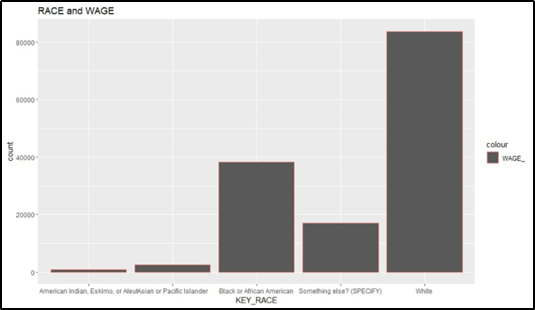 RACE and WAGE
80000
60000
40000
20000
0
count
American Indian, Eskimo, or Aleut
Asian or Pacific Islander
Black or African American
Something else? (SPECIFY)
White
KEY_RACE
colour
WAGE_